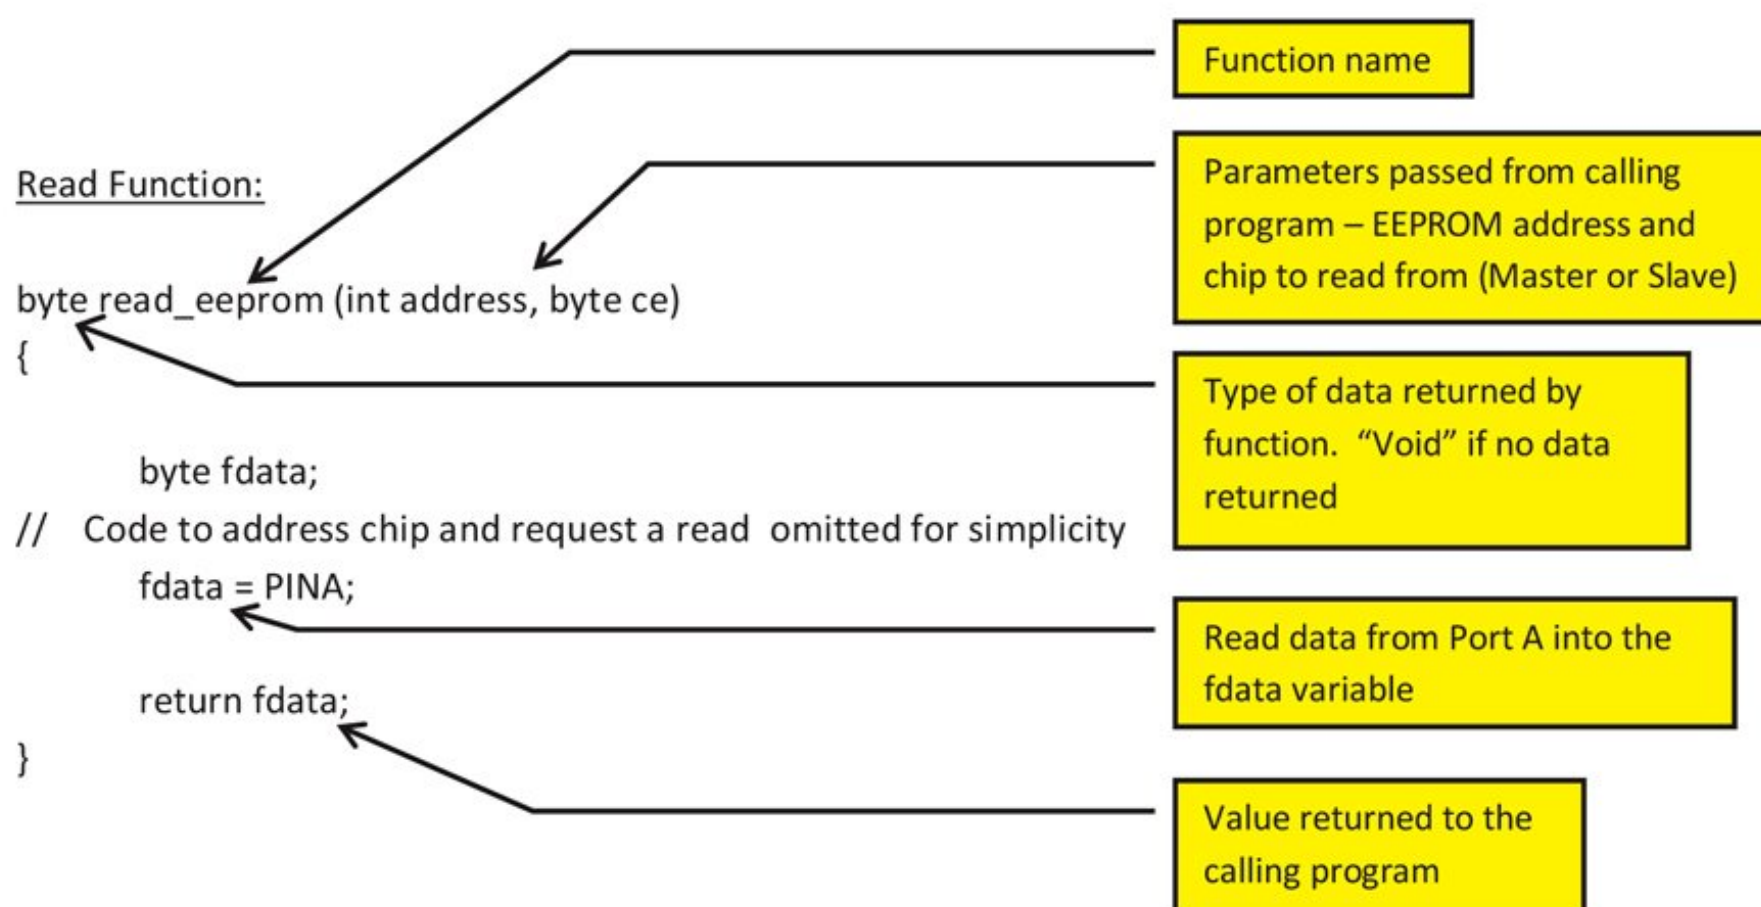 Function name
Parameters passed from calling
program – EEPROM address and
chip to read from (Master or Slave)
Read Function:
byte read_eeprom (int address, byte ce)
{
Type of data returned by
function. “Void” if no data
returned
byte fdata;
// Code to address chip and request a read omitted for simplicity
fdata = PINA;
Read data from Port A into the
fdata variable
return fdata;
}
Value returned to the
calling program